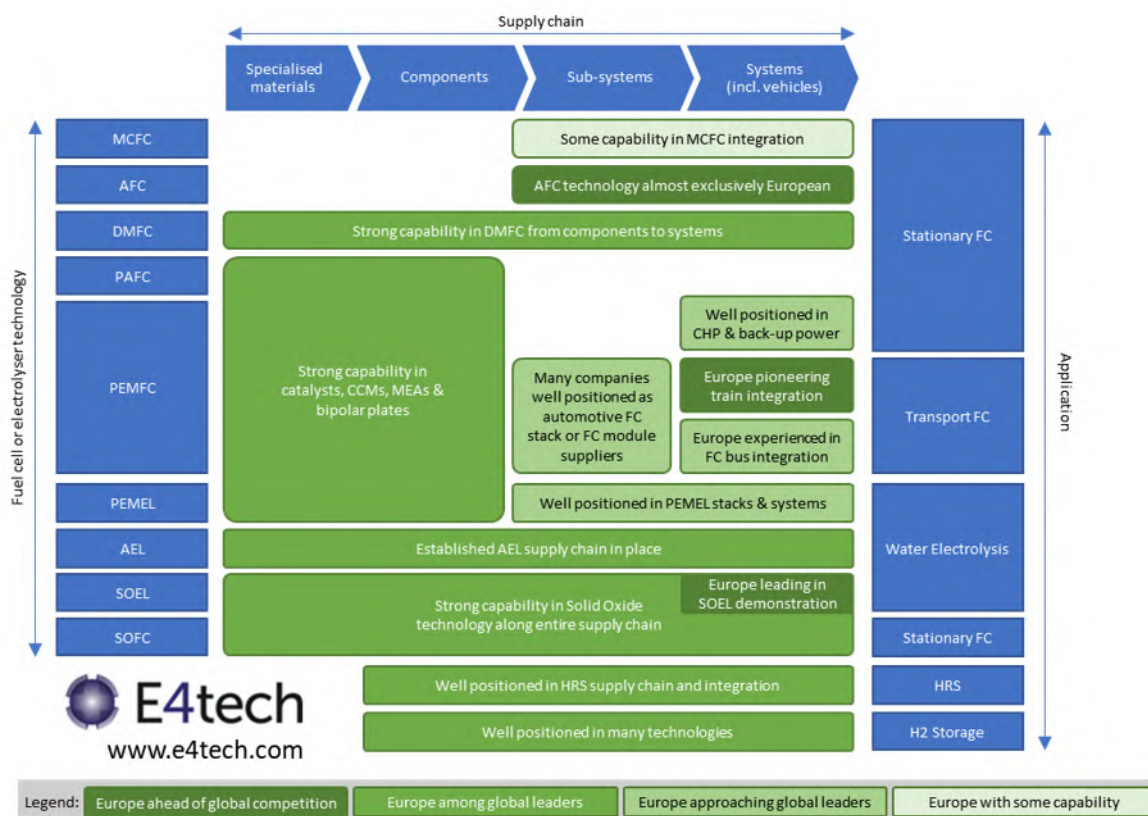 Supply chain
Specialised
materials
Components
Sub-systems
Systems
(incl. vehicles)
Fuel cell or electrolyser technology
MCFC
Some capability in MCFC integration
AFC
AFC technology almost exclusively European
DMFC
Strong capability in DMFC from components to systems
Stationary FC
PAFC
PEMFC
Strong capability in
catalysts, CCMs, MEAs &
bipolar plates
Well positioned in
CHP & back-up power
Many companies
well positioned as
automotive FC
stack or FC module
suppliers
Europe pioneering
train integration
Europe experienced in
FC bus integration
Transport FC
Application
PEMEL
Well positioned in PEMEL stacks & systems
AEL
Established AEL supply chain in place
Water Electrolysis
SOEL
Europe leading in
SOEL demonstration
Strong capability in Solid Oxide
technology along entire supply chain
SOFC
Stationary FC
E4tech
www.e4tech.com
Well positioned in HRS supply chain and integration
HRS
Well positioned in many technologies
H2 Storage
Legend:
Europe ahead of global competition
Europe among global leaders
Europe approaching global leaders
Europe with some capability